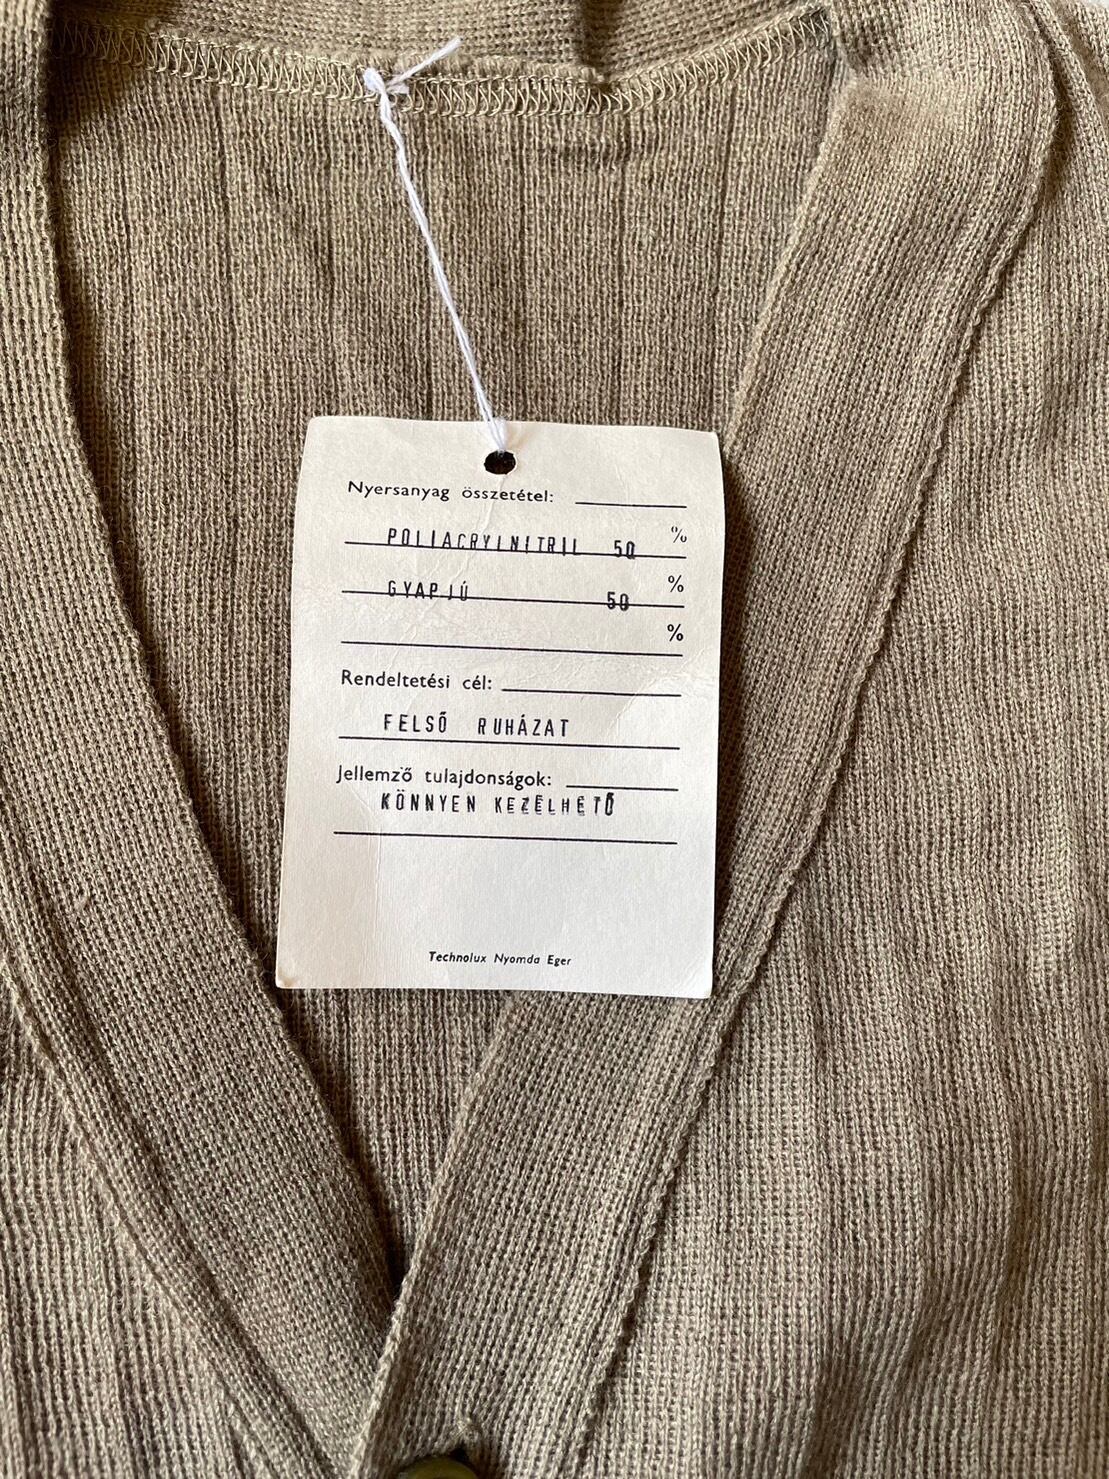 Nyersanyag összetétel:
POLIACRYLNITRIL 50 %
GYAPJÚ 50 %
%
Rendeltetési cél:
FELSŐ RUHÁZAT
Jellemző tulajdonságok:
KÖNNYEN KEZELHETŐ
Technolux Nyomda Eger